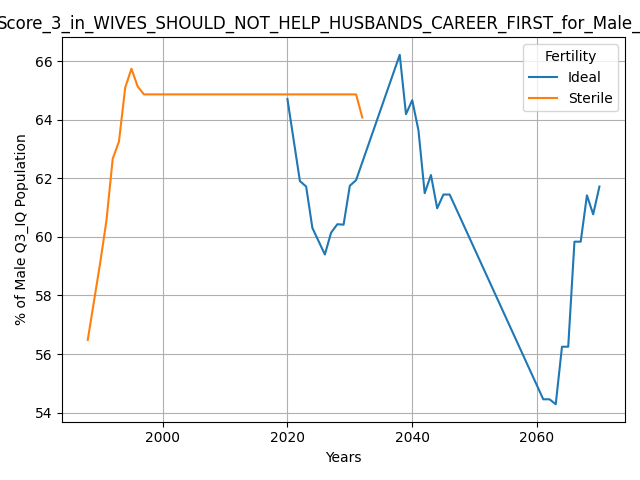 Score_3_in_WIVES_SHOULD_NOT_HELP_HUSBANDS_CAREER_FIRST_for_Male_
Fertility
Ideal
Sterile
% of Male Q3_IQ Population
66
64
62
60
58
56
54
2000
2020
2040
2060
Years